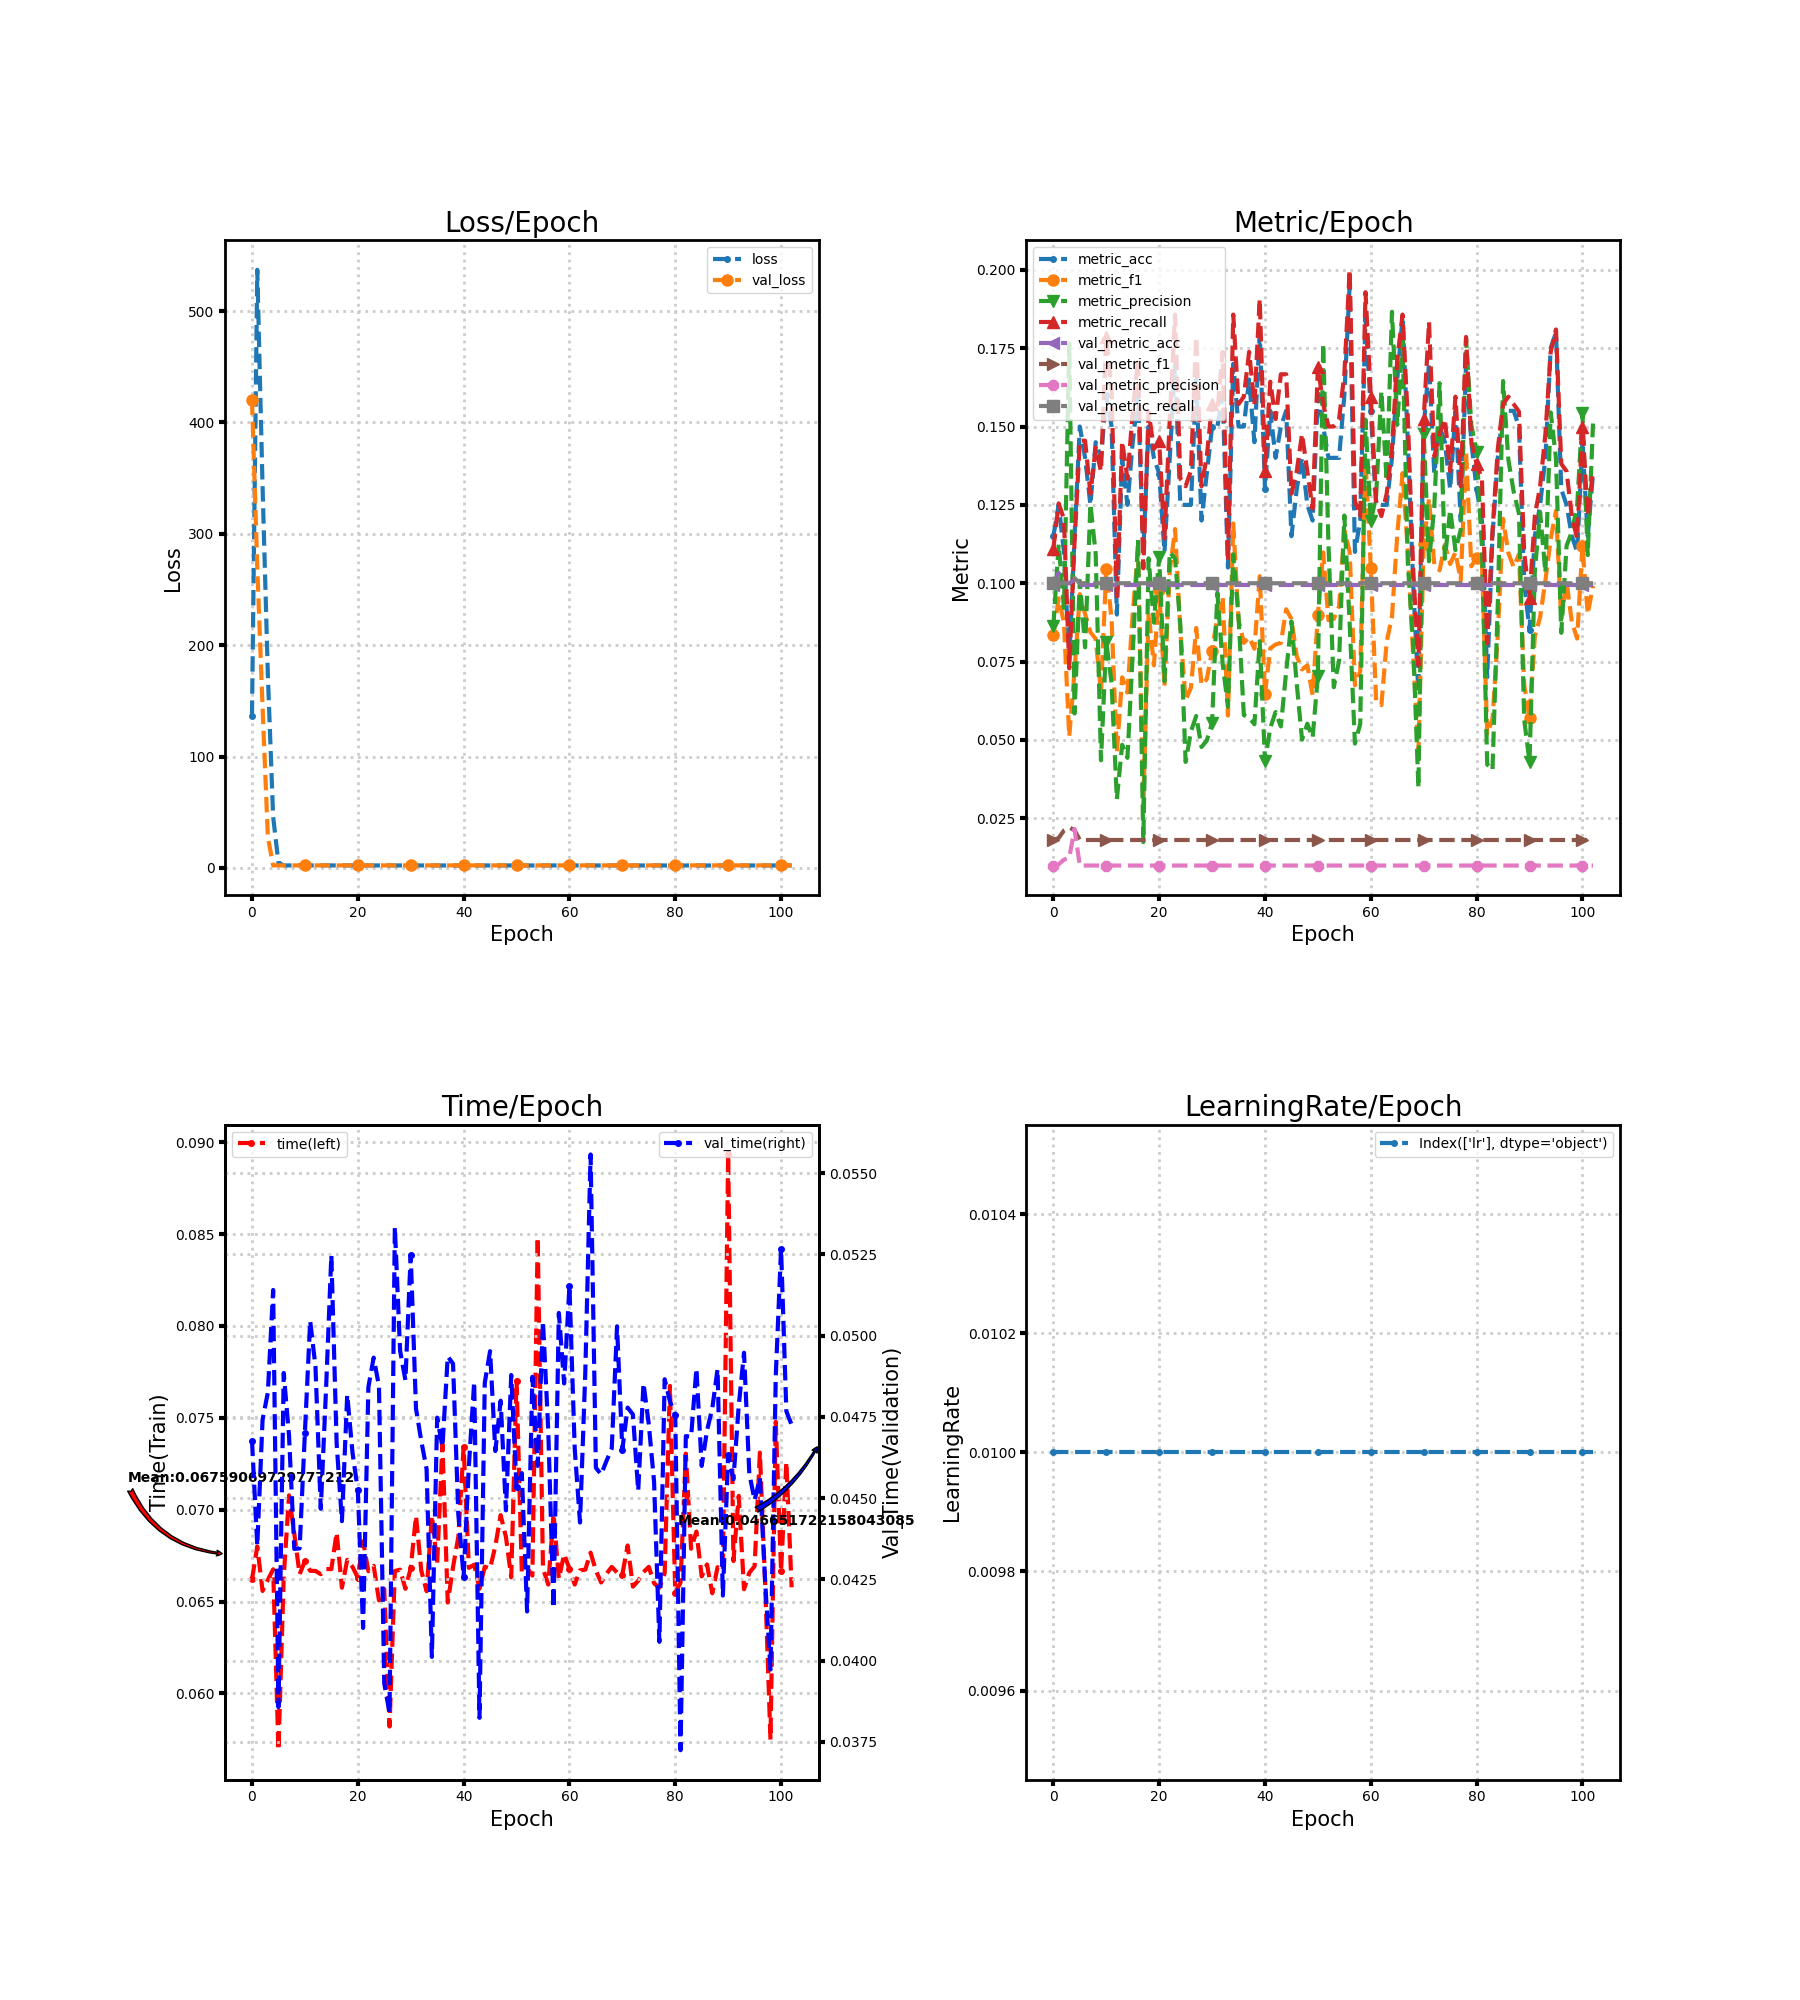 Loss/Epoch
loss
val_loss
500
400
300
200
100
0
Loss
0 20 40 60 80 100
Epoch
Metric/Epoch
metric_acc
metric_f1
metric_precision
metric_recall
val_metric_acc
val_metric_f1
val_metric_precision
val_metric_recall
0.200
0.175
0.150
0.125
0.100
0.075
0.050
0.025
Metric
0 20 40 60 80 100
Epoch
Time/Epoch
time(left)
val_time(right)
0.090
0.085
0.080
0.075
0.070
0.065
0.060
Time(Train)
Mean:0.06759069729777212
0.0550
0.0525
0.0500
0.0475
0.0450
0.0425
0.0400
0.0375
Val_Time(Validation)
Mean:0.046651722158043085
0 20 40 60 80 100
Epoch
LearningRate/Epoch
Index(['lr'], dtype='object')
0.0104
0.0102
0.0100
0.0098
0.0096
LearningRate
0 20 40 60 80 100
Epoch